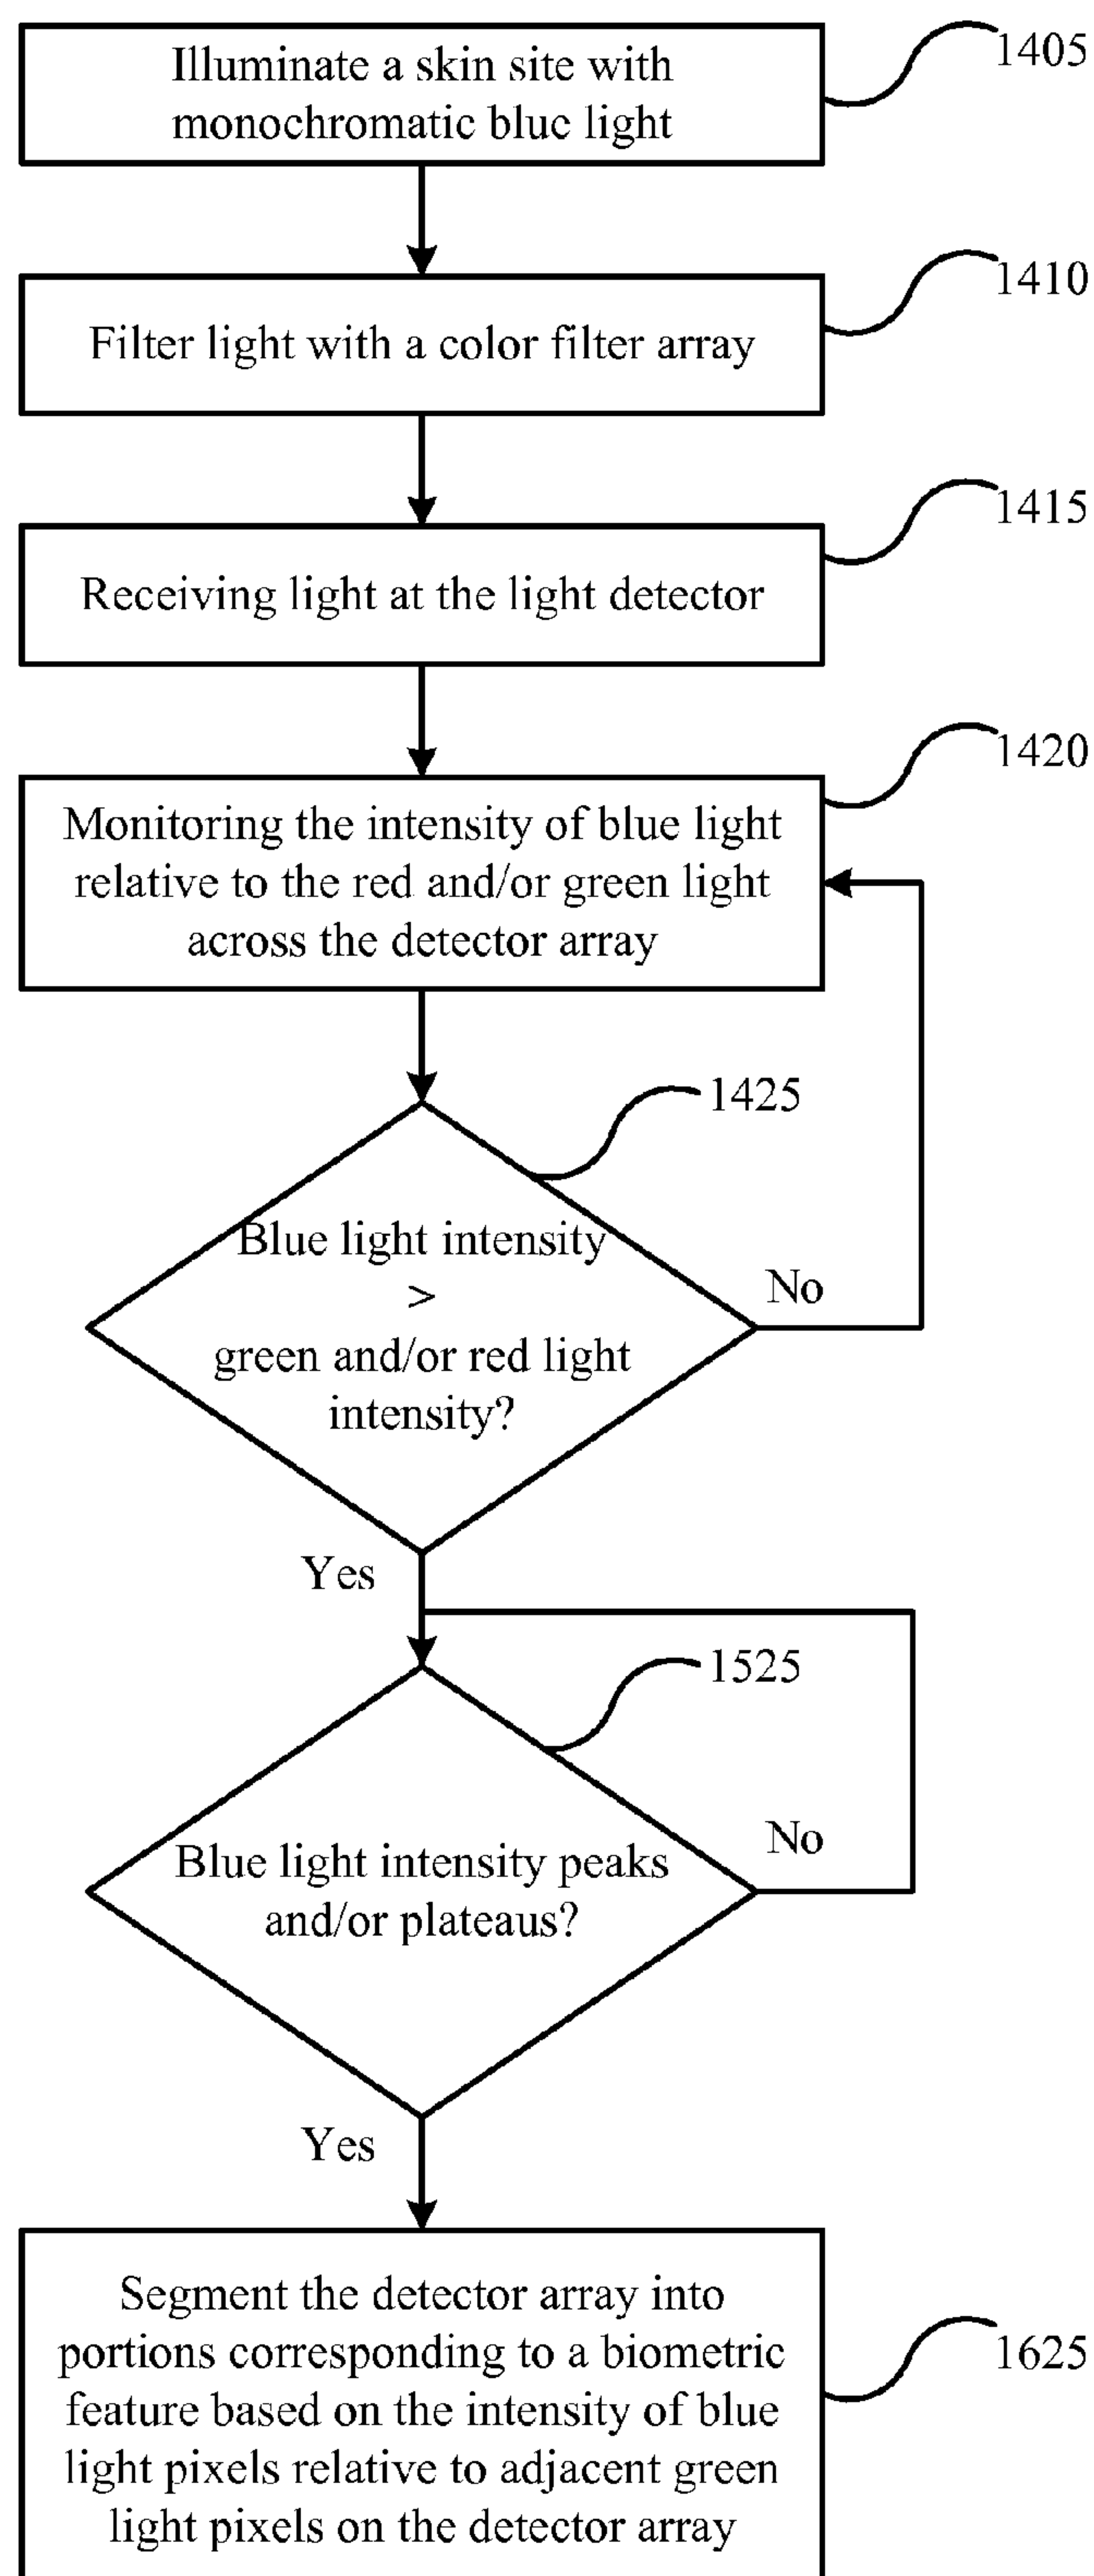 Illuminate a skin site with
monochromatic blue light
1405
Filter light with a color filter array
1410
Receiving light at the light detector
1415
Monitoring the intensity of blue light
relative to the red and/or green light
across the detector array
1420
1425
Blue light intensity
>
green and/or red light
intensity?
No
Yes
1525
Blue light intensity peaks
and/or plateaus?
No
Yes
Segment the detector array into
portions corresponding to a biometric
feature based on the intensity of blue
light pixels relative to adjacent green
light pixels on the detector array
1625